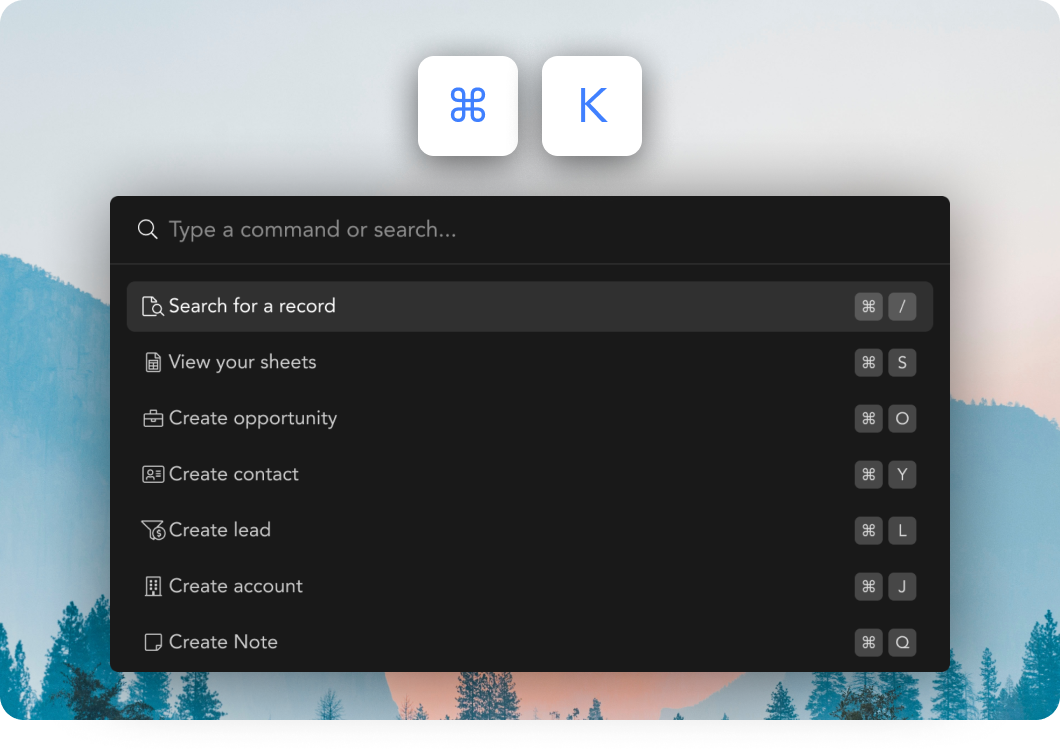 ⌘ K
Type a command or search...
Search for a record ⌘ /
View your sheets ⌘ S
Create opportunity ⌘ O
Create contact ⌘ Y
Create lead ⌘ L
Create account ⌘ J
Create Note ⌘ Q